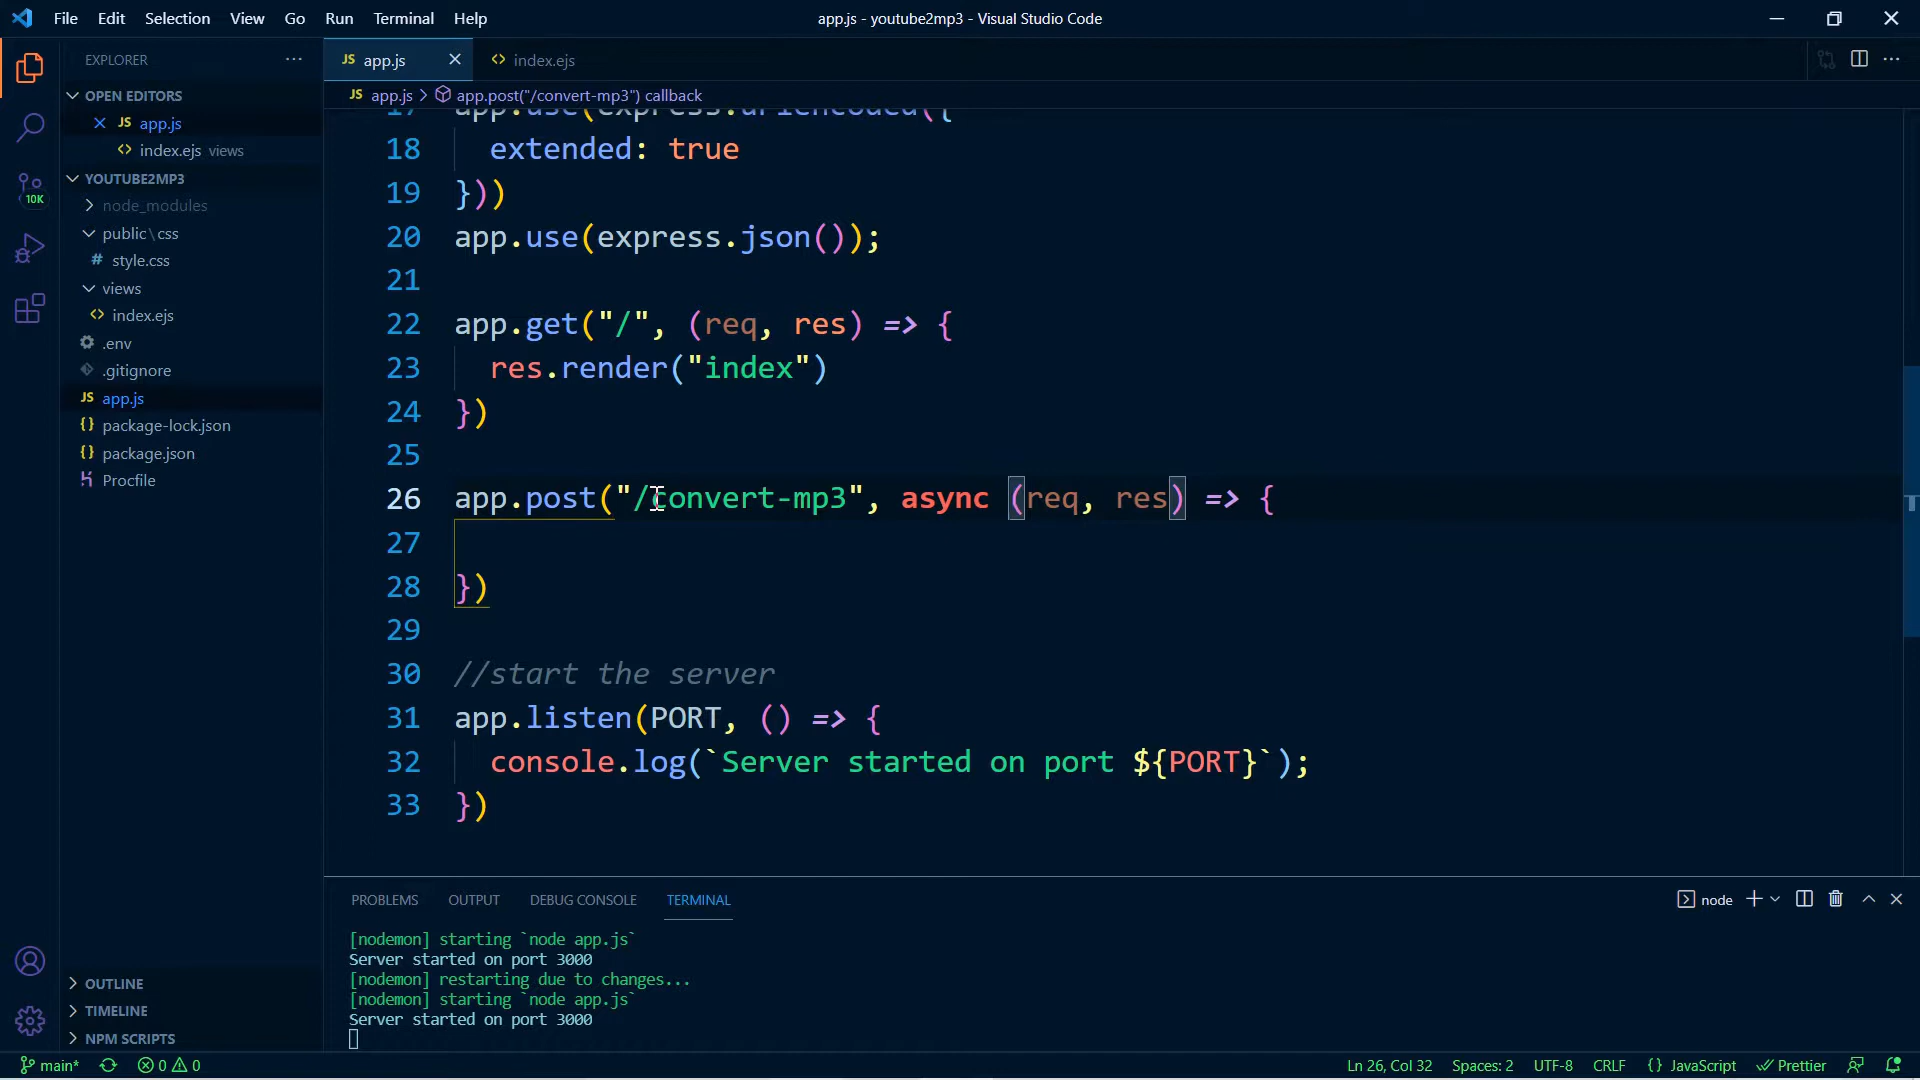 File Edit Selection View Go Run Terminal Help
app.js - youtube2mp3 - Visual Studio Code
EXPLORER
OPEN EDITORS
JS app.js
index.ejs views
YOUTUBE2MP3
node_modules
public\css
# style.css
views
index.ejs
.env
.gitignore
JS app.js
{} package-lock.json
{} package.json
Procfile
10K
OUTLINE
TIMELINE
NPM SCRIPTS
JS app.js
index.ejs
JS app.js > app.post("/convert-mp3") callback
17 app.use(express.urlencoded({
18 extended: true
19 }))
20 app.use(express.json());
21
22 app.get("/", (req, res) => {
23 res.render("index")
24 })
25
26 app.post("/convert-mp3", async (req, res) => {
27
28 })
29
30 //start the server
31 app.listen(PORT, () => {
32 console.log(`Server started on port ${PORT}`);
33 })
PROBLEMS OUTPUT DEBUG CONSOLE TERMINAL
node
[nodemon] starting `node app.js`
Server started on port 3000
[nodemon] restarting due to changes...
[nodemon] starting `node app.js`
Server started on port 3000
main* 0 0
Ln 26, Col 32 Spaces: 2 UTF-8 CRLF {} JavaScript Prettier